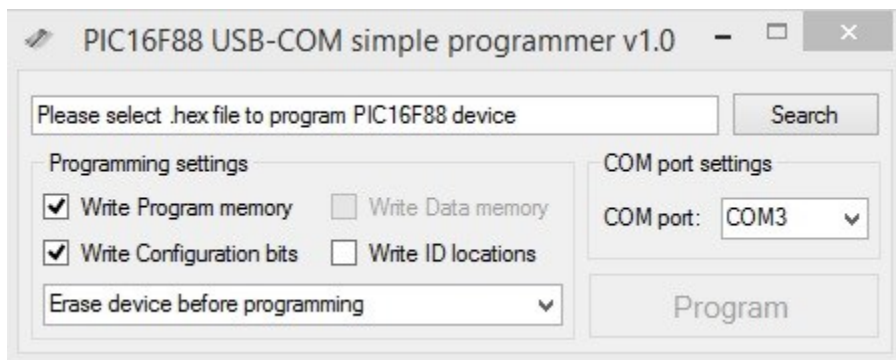 PIC16F88 USB-COM simple programmer v1.0
Please select .hex file to program PIC16F88 device
Search
Programming settings
Write Program memory
Write Data memory
Write Configuration bits
Write ID locations
Erase device before programming
COM port settings
COM port: COM3
Program